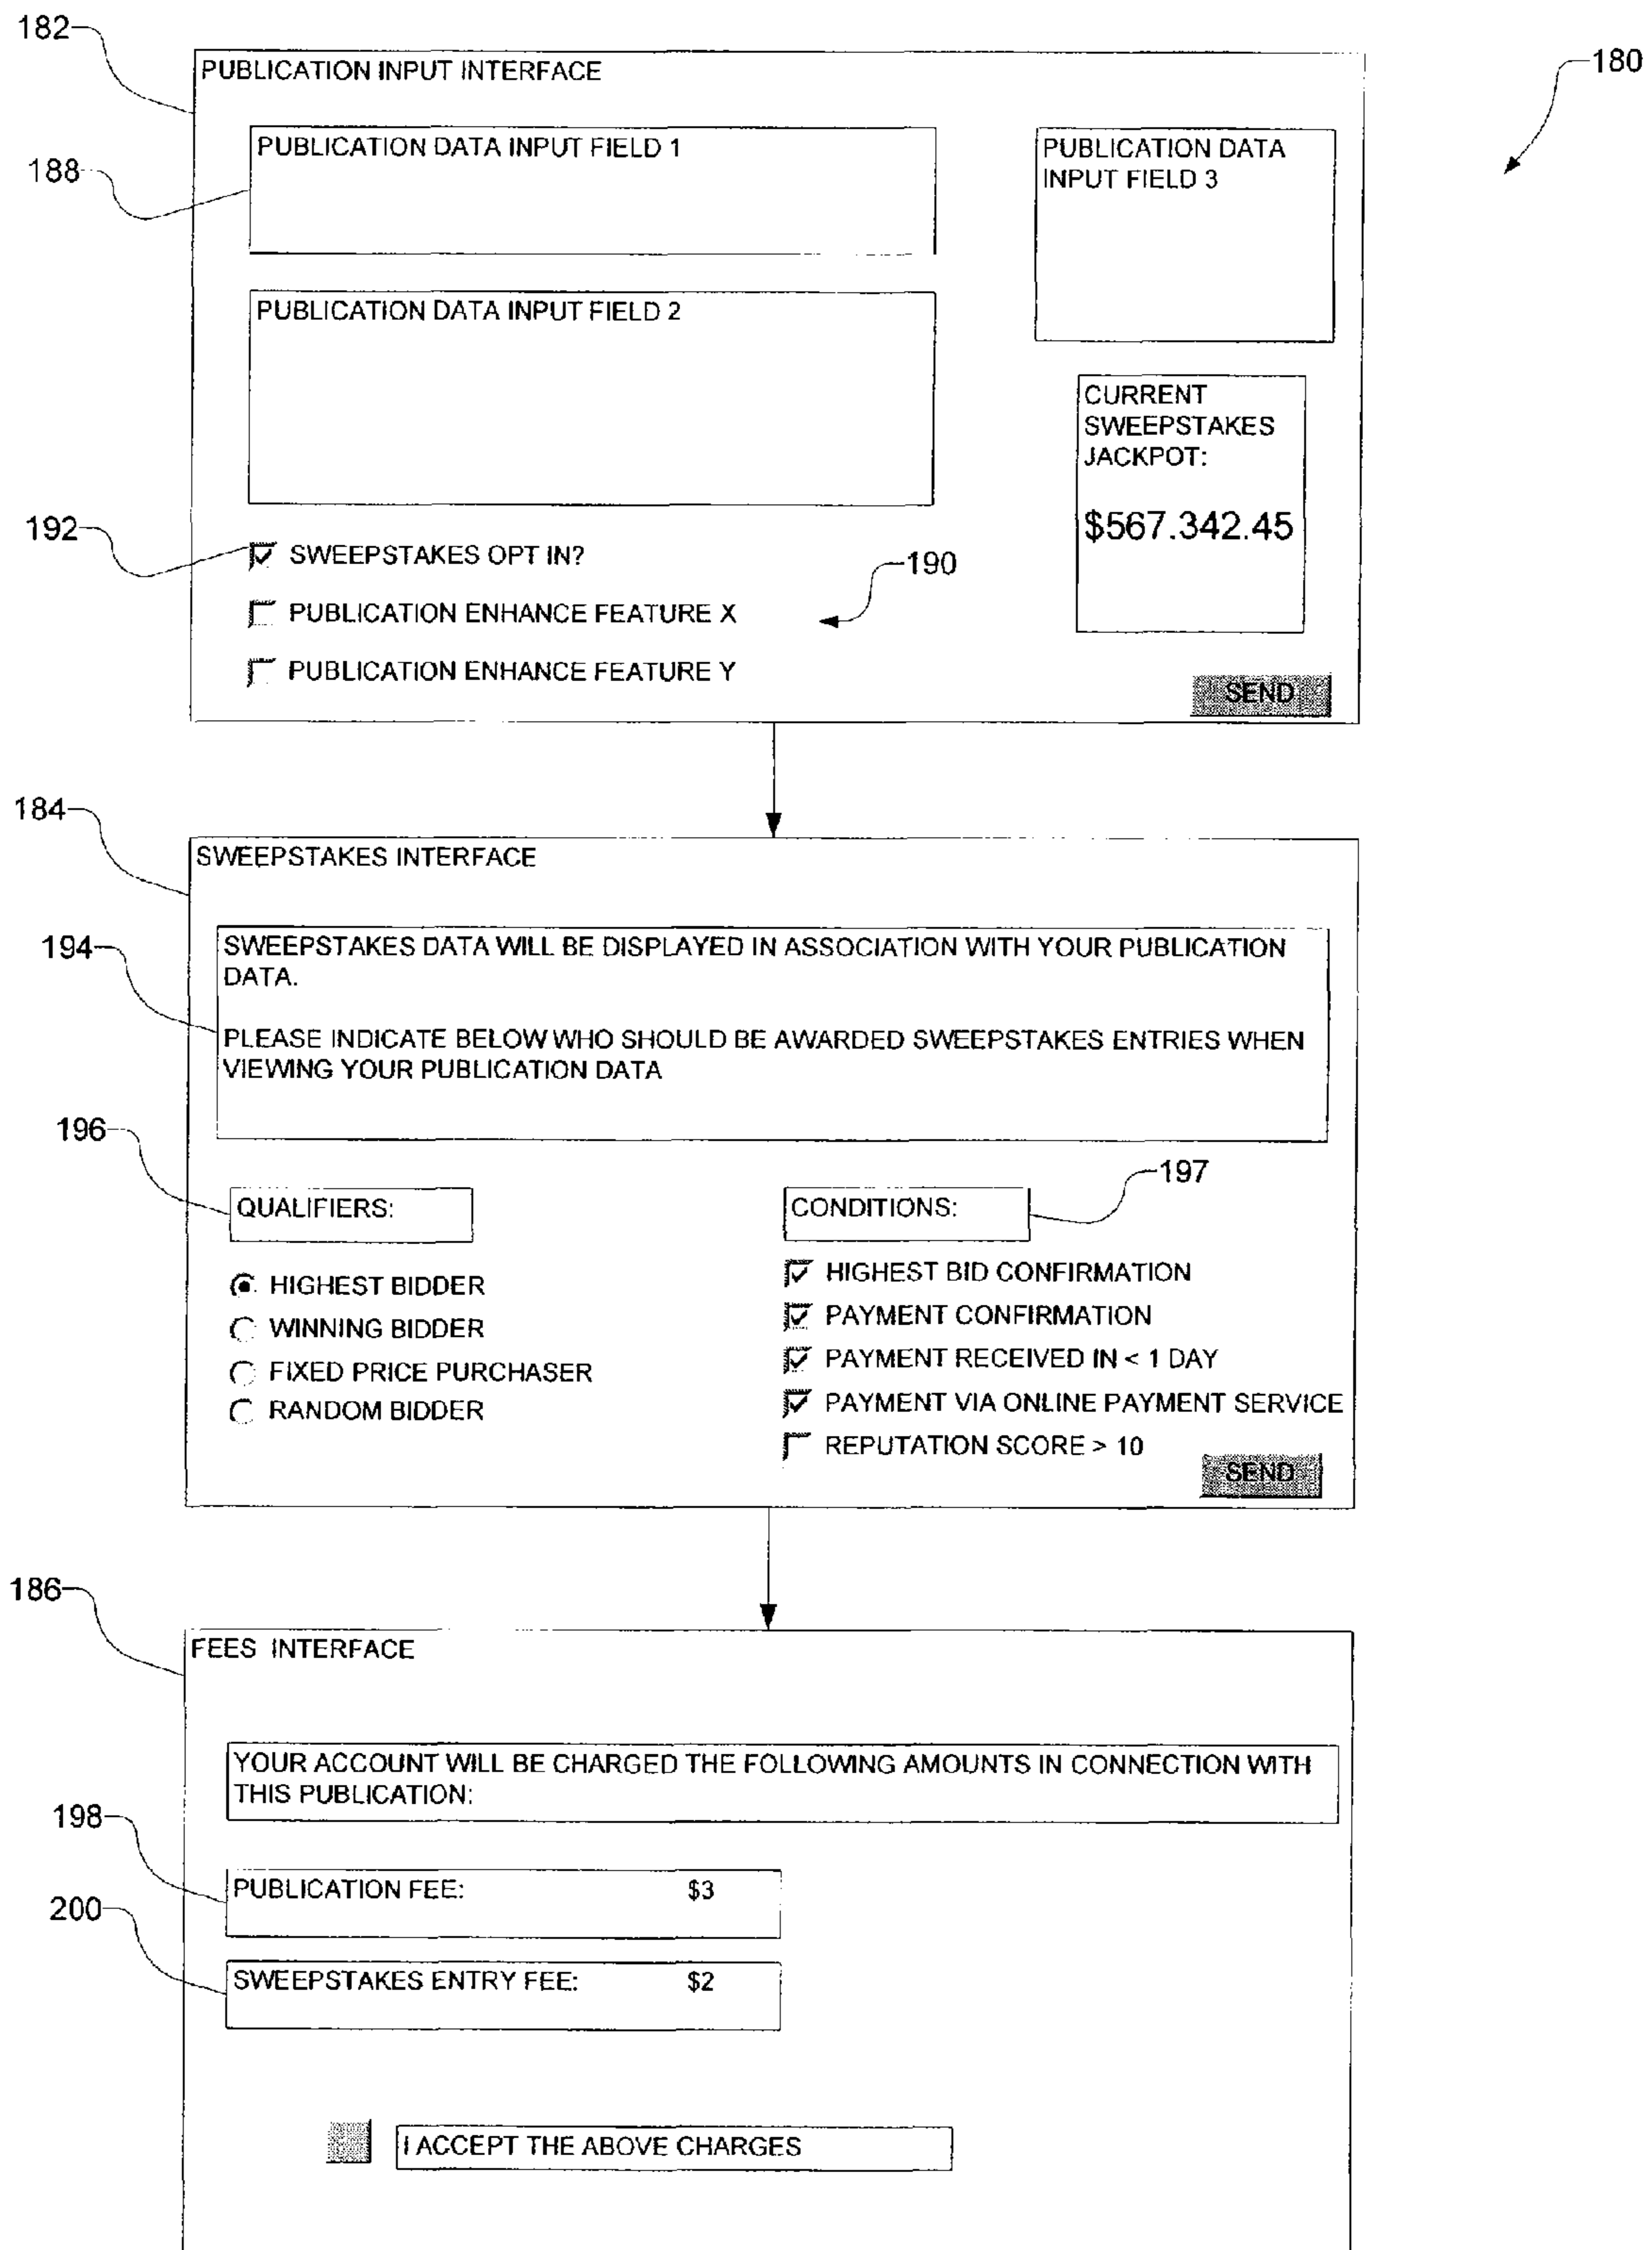 182
180
PUBLICATION INPUT INTERFACE
188
PUBLICATION DATA INPUT FIELD 1
PUBLICATION DATA
INPUT FIELD 3
PUBLICATION DATA INPUT FIELD 2
CURRENT
SWEEPSTAKES
JACKPOT:
$567.342.45
192
SWEEPSTAKES OPT IN?
190
PUBLICATION ENHANCE FEATURE X
PUBLICATION ENHANCE FEATURE Y
SEND
184
SWEEPSTAKES INTERFACE
194
SWEEPSTAKES DATA WILL BE DISPLAYED IN ASSOCIATION WITH YOUR PUBLICATION
DATA.
PLEASE INDICATE BELOW WHO SHOULD BE AWARDED SWEEPSTAKES ENTRIES WHEN
VIEWING YOUR PUBLICATION DATA
196
197
QUALIFIERS:
HIGHEST BIDDER
WINNING BIDDER
FIXED PRICE PURCHASER
RANDOM BIDDER
CONDITIONS:
HIGHEST BID CONFIRMATION
PAYMENT CONFIRMATION
PAYMENT RECEIVED IN < 1 DAY
PAYMENT VIA ONLINE PAYMENT SERVICE
REPUTATION SCORE > 10
SEND
186
FEES INTERFACE
YOUR ACCOUNT WILL BE CHARGED THE FOLLOWING AMOUNTS IN CONNECTION WITH
THIS PUBLICATION:
198
PUBLICATION FEE: $3
200
SWEEPSTAKES ENTRY FEE: $2
I ACCEPT THE ABOVE CHARGES